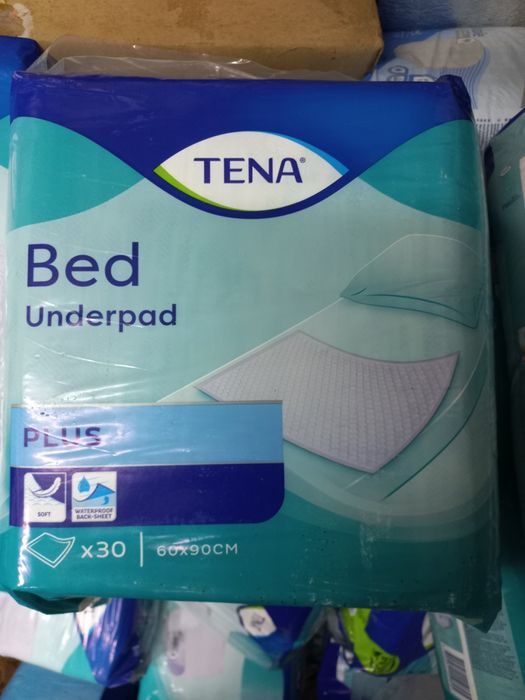 TENA®
Bed
Underpad
PLUS
SOFT
WATERPROOF
BACK-SHEET
x30
60x90CM